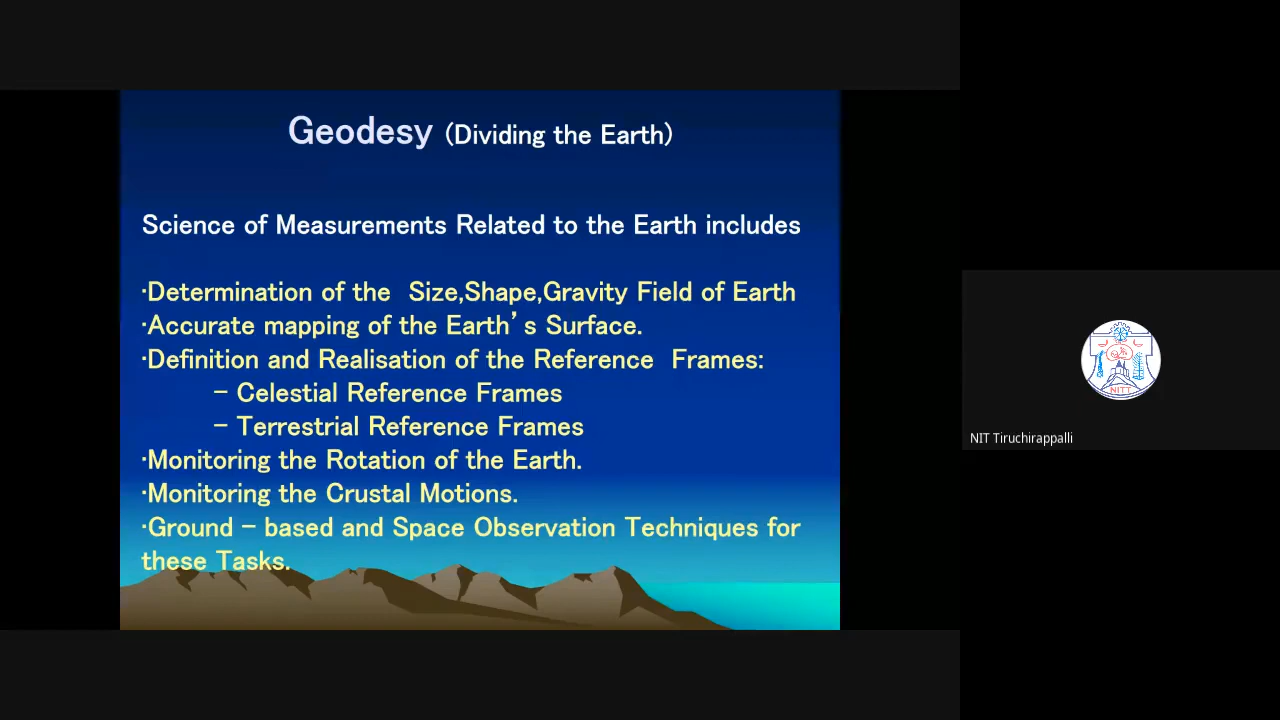 Geodesy (Dividing the Earth)
Science of Measurements Related to the Earth includes
·Determination of the  Size,Shape,Gravity Field of Earth
·Accurate mapping of the Earth’s Surface.
·Definition and Realisation of the Reference  Frames:
– Celestial Reference Frames
– Terrestrial Reference Frames
·Monitoring the Rotation of the Earth.
·Monitoring the Crustal Motions.
·Ground – based and Space Observation Techniques for
these Tasks.
NITT
NIT Tiruchirappalli